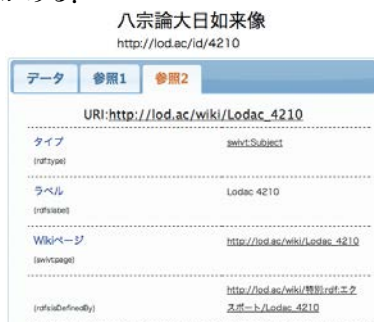 八宗論大日如来像
http://lod.ac/id/4210
データ 参照1 参照2
URI:http://lod.ac/wiki/Lodac_4210
タイプ swivt:Subject
(rdf:type)
ラベル Lodac 4210
(rdfs:label)
Wikiページ http://lod.ac/wiki/Lodac_4210
(swivt:page)
http://lod.ac/wiki/特別:rdf:エク
(rdfs:isDefinedBy) スポート/Lodac_4210